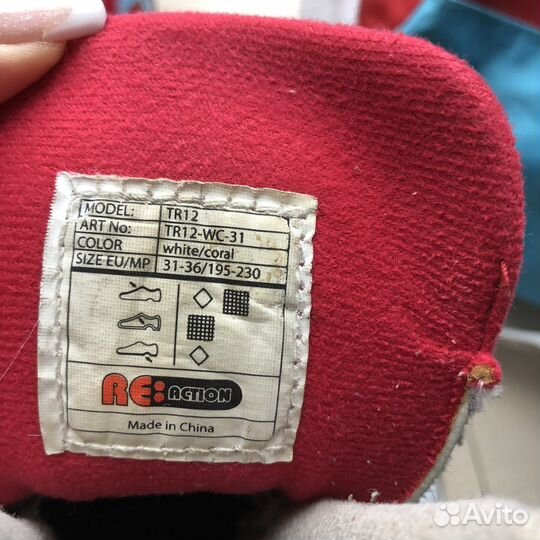 MODEL: TR12
ART No: TR12-WC-31
COLOR white/coral
SIZE EU/MP 31-36/195-230
RE: ACTION
Made in China
Avito